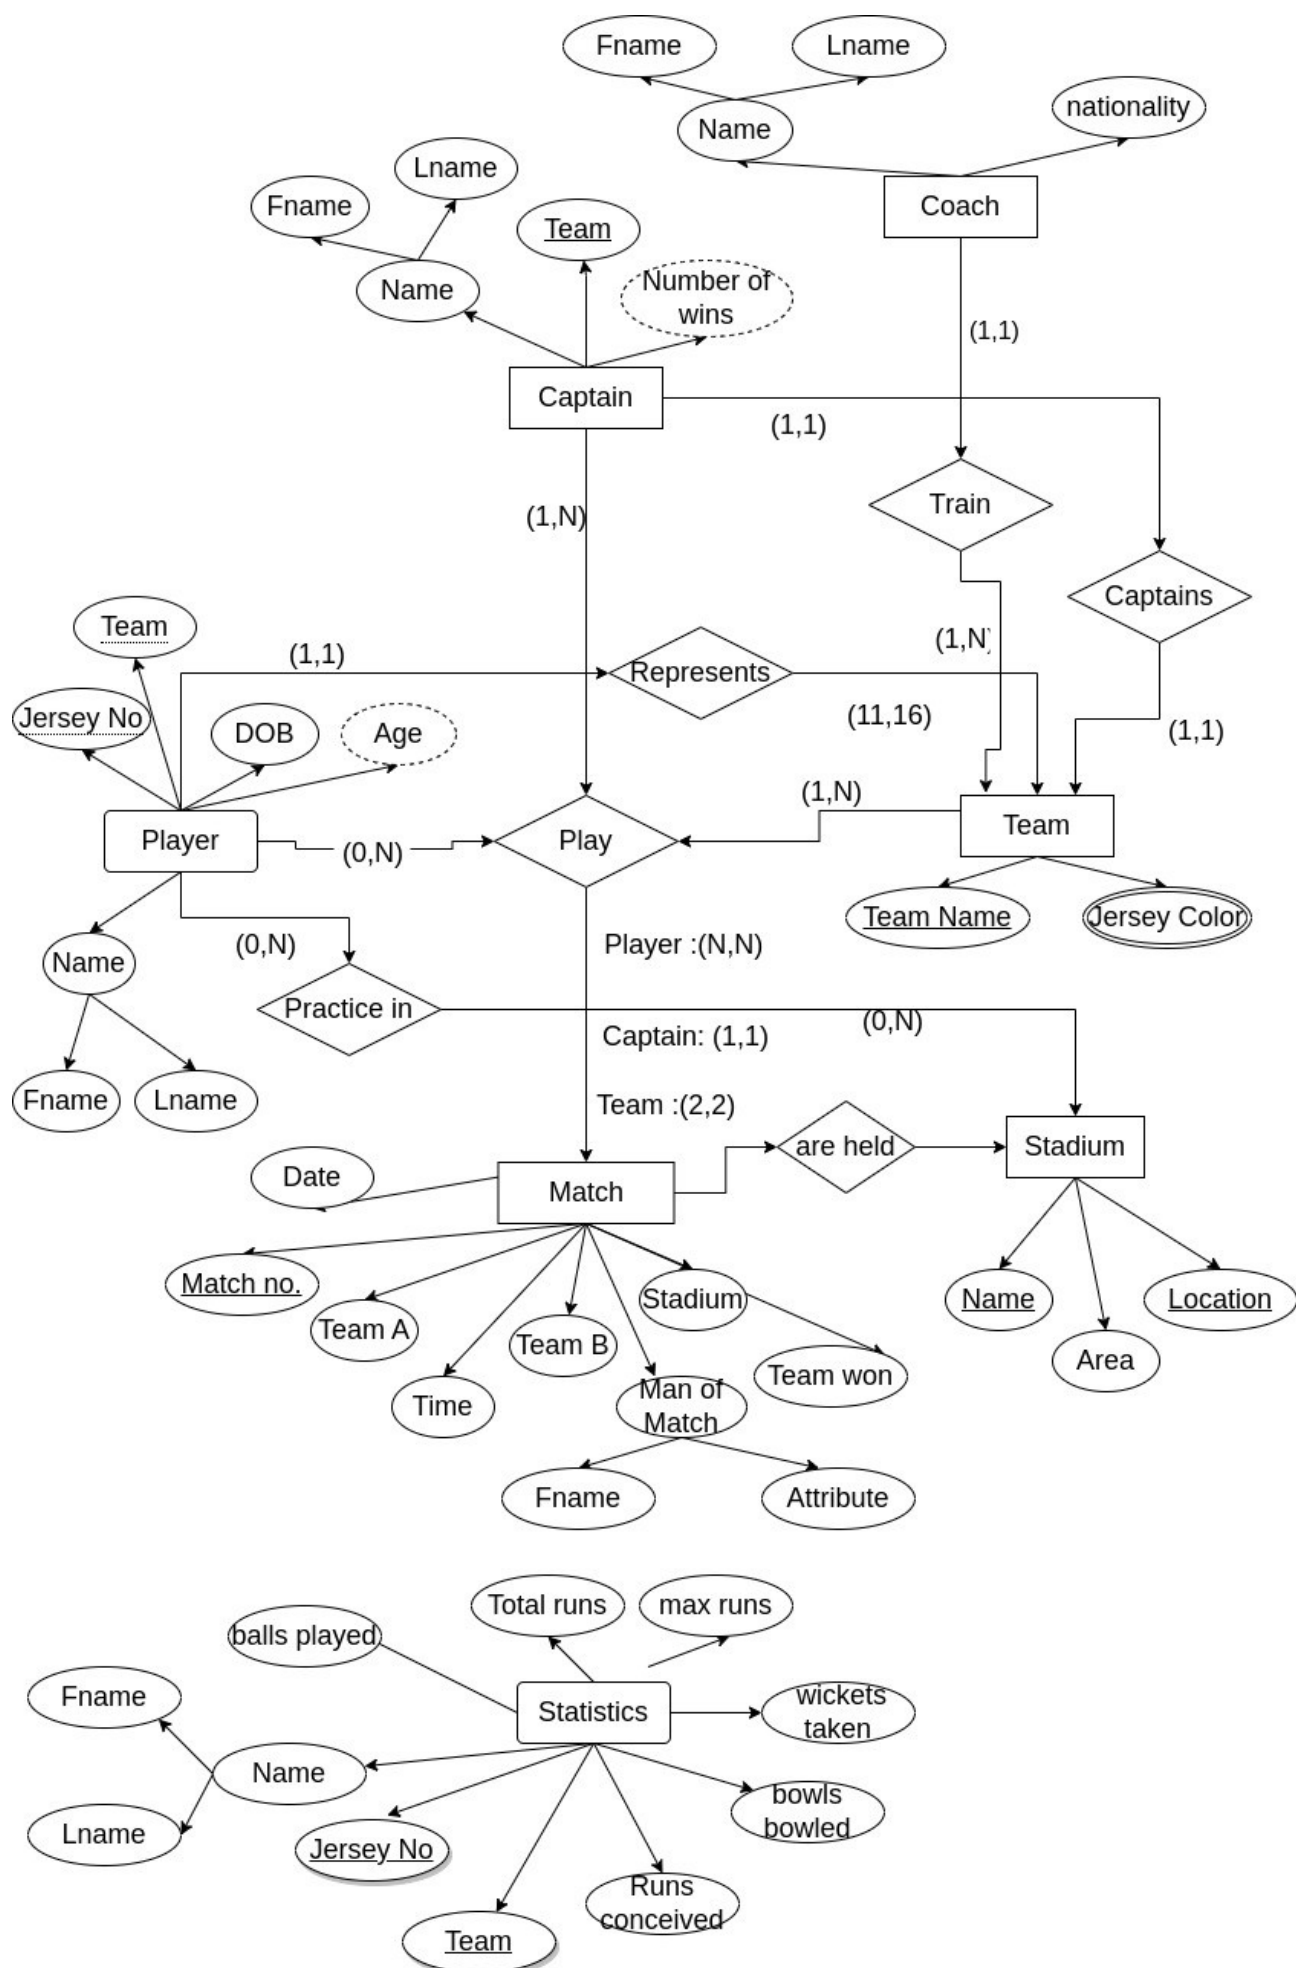 Fname
Lname
Name
nationality
Coach
Lname
Fname
Team
Name
Number of
wins
(1,1)
Captain
(1,1)
Train
(1,N)
Captains
Team
(1,1)
Represents
(1,N)
Jersey No
DOB
Age
(11,16)
(1,1)
(1,N)
Player
(0,N)
Play
Team
Team Name
Jersey Color
(0,N)
Player :(N,N)
Name
Practice in
(0,N)
Captain: (1,1)
Fname
Lname
Team :(2,2)
are held
Stadium
Date
Match
Match no.
Stadium
Name
Location
Team A
Team B
Area
Team won
Time
Man of
Match
Fname
Attribute
Total runs
max runs
balls played
Fname
Statistics
wickets
taken
Name
bowls
bowled
Lname
Jersey No
Runs
conceived
Team